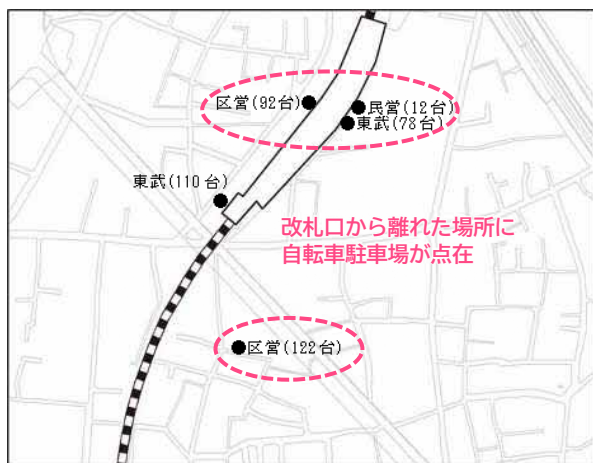 区営(92台)
民営(12台)
東武(73台)
東武(110台)
改札口から離れた場所に
自転車駐車場が点在
区営(122台)